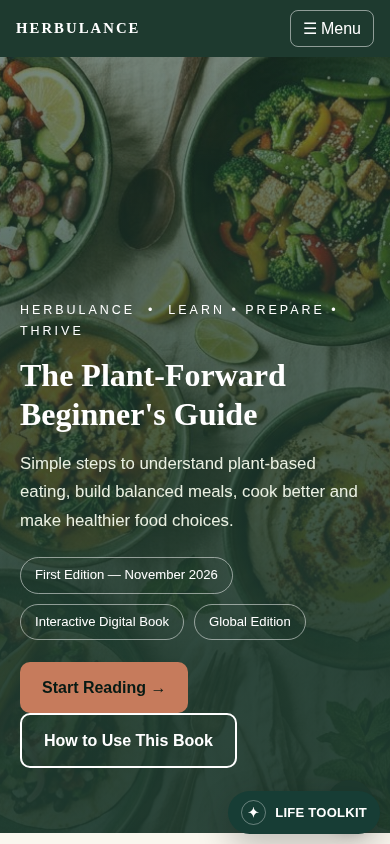 HERBULANCE
☰ Menu
HERBULANCE • LEARN • PREPARE •
THRIVE
The Plant-Forward
Beginner's Guide
Simple steps to understand plant-based
eating, build balanced meals, cook better and
make healthier food choices.
First Edition — November 2026
Interactive Digital Book
Global Edition
Start Reading →
How to Use This Book
✦ LIFE TOOLKIT